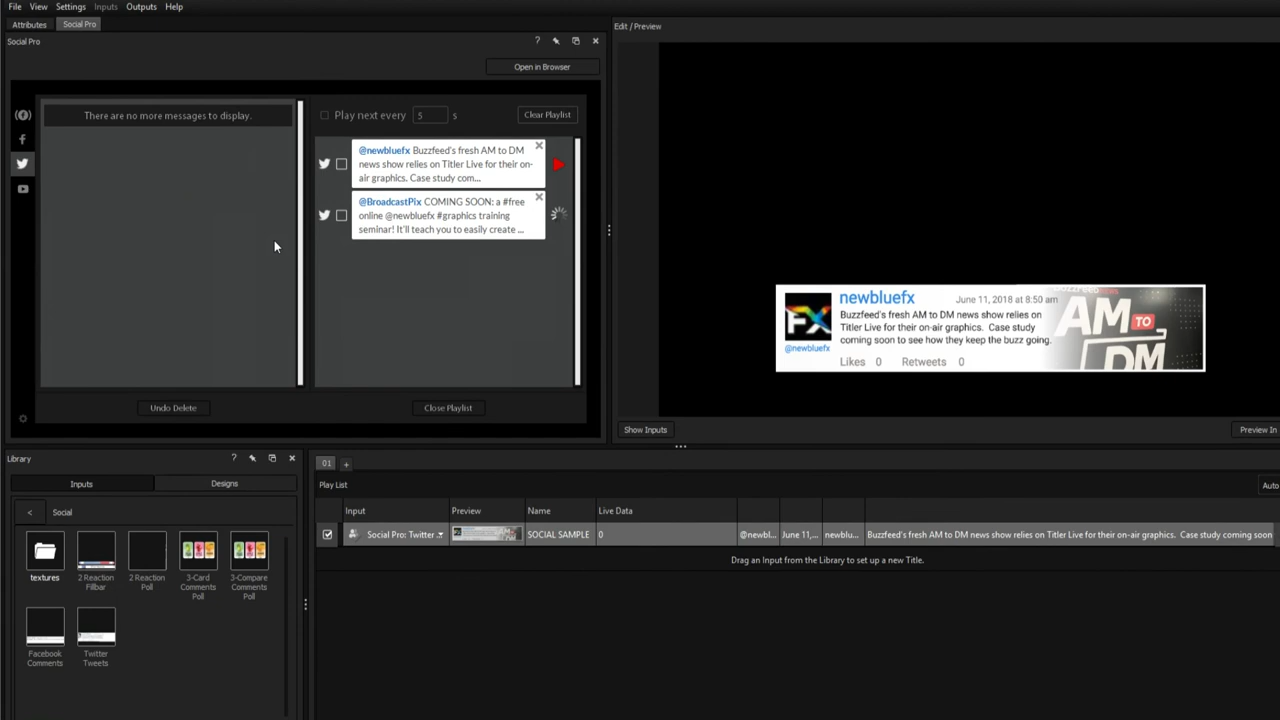 File View Settings Inputs Outputs Help
Attributes Social Pro
Social Pro
?
Open in Browser
There are no more messages to display.
Play next every 5 s
Clear Playlist
@newbluefx Buzzfeed's fresh AM to DM
news show relies on Titler Live for their on-
air graphics. Case study com...
@BroadcastPix COMING SOON: a #free
online @newbluefx #graphics training
seminar! It'll teach you to easily create ...
Undo Delete
Close Playlist
Edit / Preview
newbluefx
June 11, 2018 at 8:50 am
Buzzfeed's fresh AM to DM news show relies on
Titler Live for their on-air graphics. Case study
coming soon to see how they keep the buzz going.
FX
@newbluefx
Likes 0 Retweets 0
AM
TO
DM
Show Inputs
Preview In
Library
?
Inputs
Designs
<
Social
textures
2 Reaction
Fillbar
2 Reaction
Poll
3-Card
Comments
Poll
3-Compare
Comments
Poll
Facebook
Comments
Twitter
Tweets
01 +
Play List
Auto
Input Preview Name Live Data
Social Pro: Twitter SOCIAL SAMPLE 0 @newbl... June 11,... newblu... Buzzfeed's fresh AM to DM news show relies on Titler Live for their on-air graphics. Case study coming soon
Drag an Input from the Library to set up a new Title.